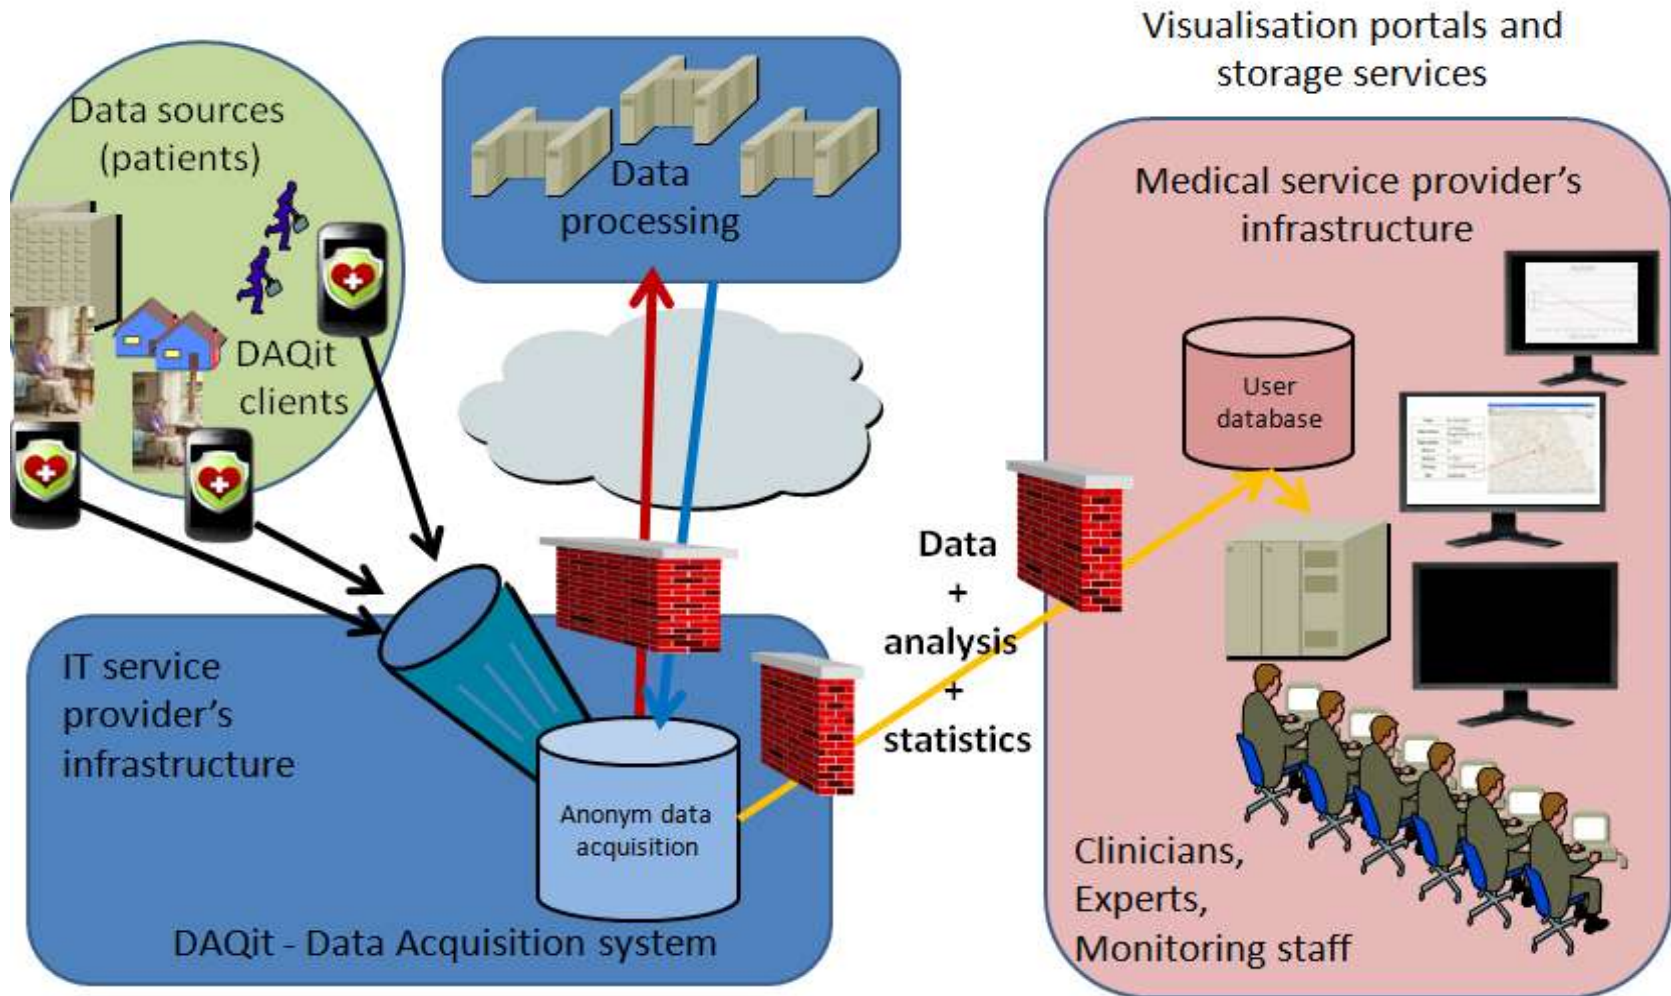 Visualisation portals and
storage services
Data sources
(patients)
DAQit
clients
Data
processing
Medical service provider's
infrastructure
User
database
Data
+
analysis
+
statistics
IT service
provider's
infrastructure
Anonym data
acquisition
DAQit - Data Acquisition system
Clinicians,
Experts,
Monitoring staff